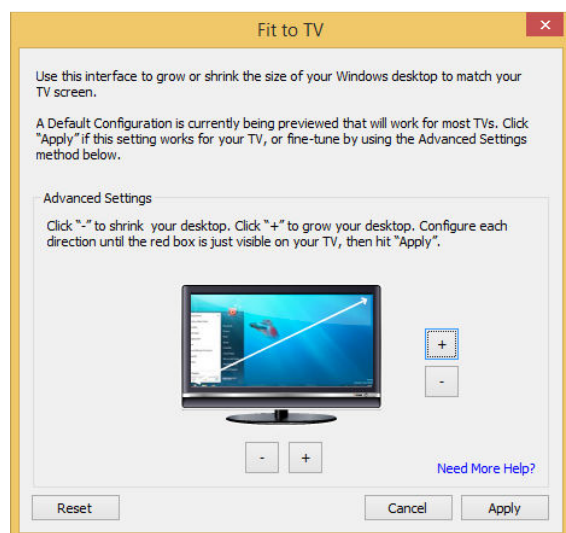 Fit to TV
Use this interface to grow or shrink the size of your Windows desktop to match your
TV screen.
A Default Configuration is currently being previewed that will work for most TVs. Click
"Apply" if this setting works for your TV, or fine-tune by using the Advanced Settings
method below.
Advanced Settings
Click "-" to shrink your desktop. Click "+" to grow your desktop. Configure each
direction until the red box is just visible on your TV, then hit "Apply".
+
-
- +
Need More Help?
Reset Cancel Apply